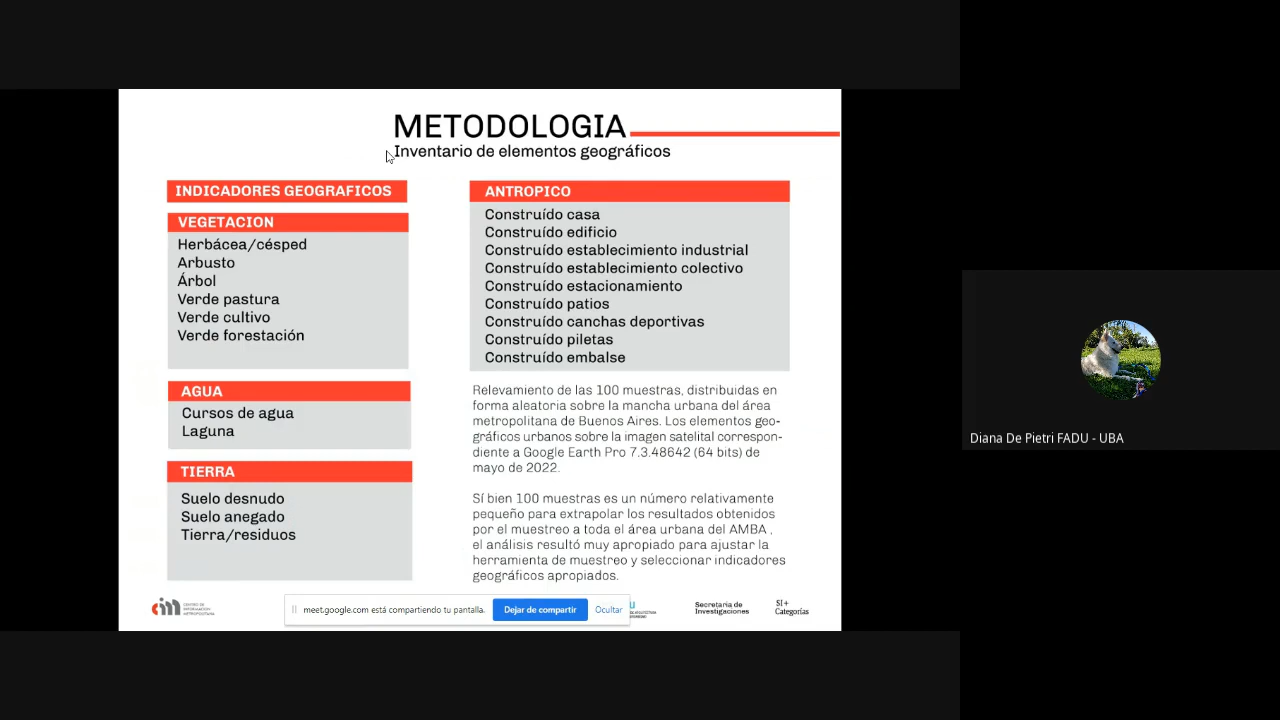 METODOLOGIA
Inventario de elementos geográficos
INDICADORES GEOGRAFICOS
VEGETACION
Herbácea/césped
Arbusto
Árbol
Verde pastura
Verde cultivo
Verde forestación
AGUA
Cursos de agua
Laguna
TIERRA
Suelo desnudo
Suelo anegado
Tierra/residuos
ANTROPICO
Construído casa
Construído edificio
Construído establecimiento industrial
Construído establecimiento colectivo
Construído estacionamiento
Construído patios
Construído canchas deportivas
Construído piletas
Construído embalse
Relevamiento de las 100 muestras, distribuidas en
forma aleatoria sobre la mancha urbana del área
metropolitana de Buenos Aires. Los elementos geo-
gráficos urbanos sobre la imagen satelital correspon-
diente a Google Earth Pro 7.3.48642 (64 bits) de
mayo de 2022.
Sí bien 100 muestras es un número relativamente
pequeño para extrapolar los resultados obtenidos
por el muestreo a toda el área urbana del AMBA ,
el análisis resultó muy apropiado para ajustar la
herramienta de muestreo y seleccionar indicadores
geográficos apropiados.
cim
CENTRO DE
INFORMACION
METROPOLITANA
meet.google.com está compartiendo tu pantalla.
Dejar de compartir
Ocultar
Secretaría de
Investigaciones
SI+
Categorías
Diana De Pietri FADU - UBA